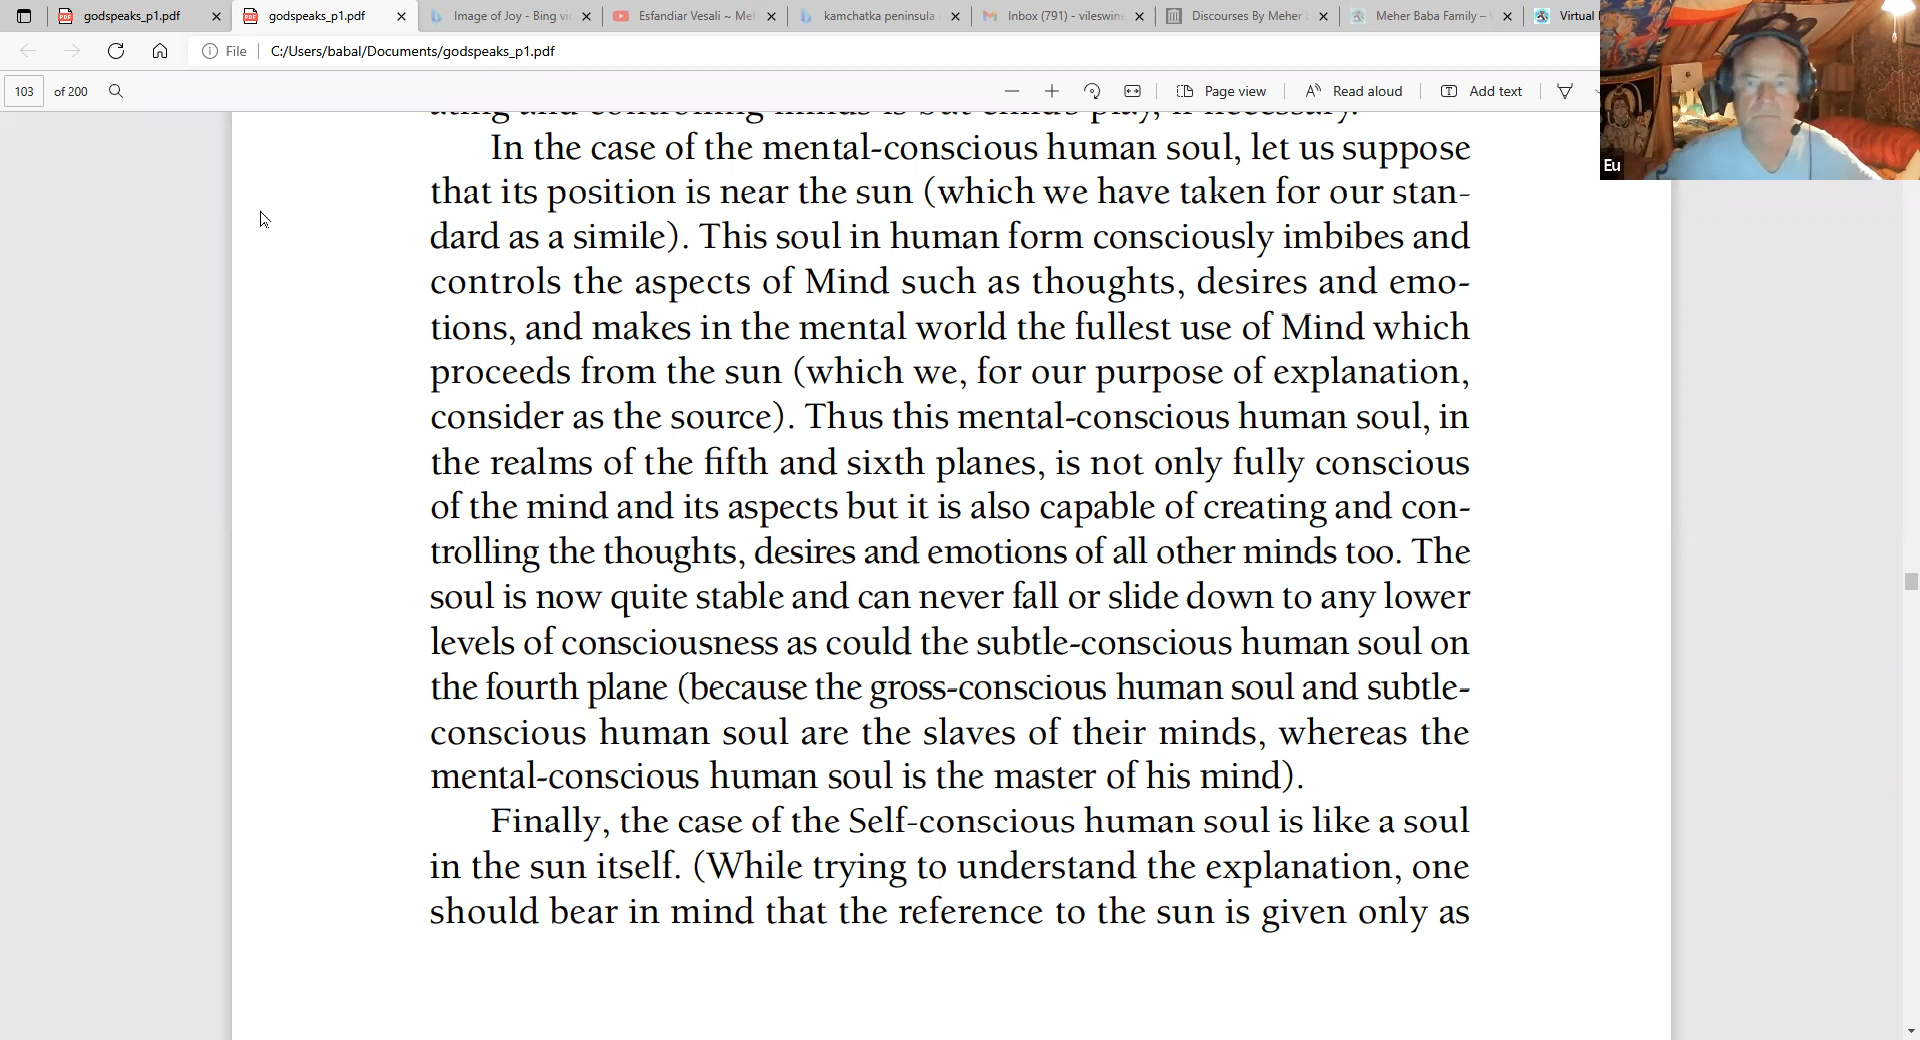 godspeaks_p1.pdf
godspeaks_p1.pdf
Image of Joy - Bing vi
Esfandiar Vesali ~ Me
kamchatka peninsula
Inbox (791) - vileswine
Discourses By Meher
Meher Baba Family –
Virtual
File C:/Users/babal/Documents/godspeaks_p1.pdf
103 of 200
Page view
Read aloud
Add text
Eu
ating and controlling minds is but child's play, if necessary.
In the case of the mental-conscious human soul, let us suppose
that its position is near the sun (which we have taken for our stan-
dard as a simile). This soul in human form consciously imbibes and
controls the aspects of Mind such as thoughts, desires and emo-
tions, and makes in the mental world the fullest use of Mind which
proceeds from the sun (which we, for our purpose of explanation,
consider as the source). Thus this mental-conscious human soul, in
the realms of the fifth and sixth planes, is not only fully conscious
of the mind and its aspects but it is also capable of creating and con-
trolling the thoughts, desires and emotions of all other minds too. The
soul is now quite stable and can never fall or slide down to any lower
levels of consciousness as could the subtle-conscious human soul on
the fourth plane (because the gross-conscious human soul and subtle-
conscious human soul are the slaves of their minds, whereas the
mental-conscious human soul is the master of his mind).
Finally, the case of the Self-conscious human soul is like a soul
in the sun itself. (While trying to understand the explanation, one
should bear in mind that the reference to the sun is given only as